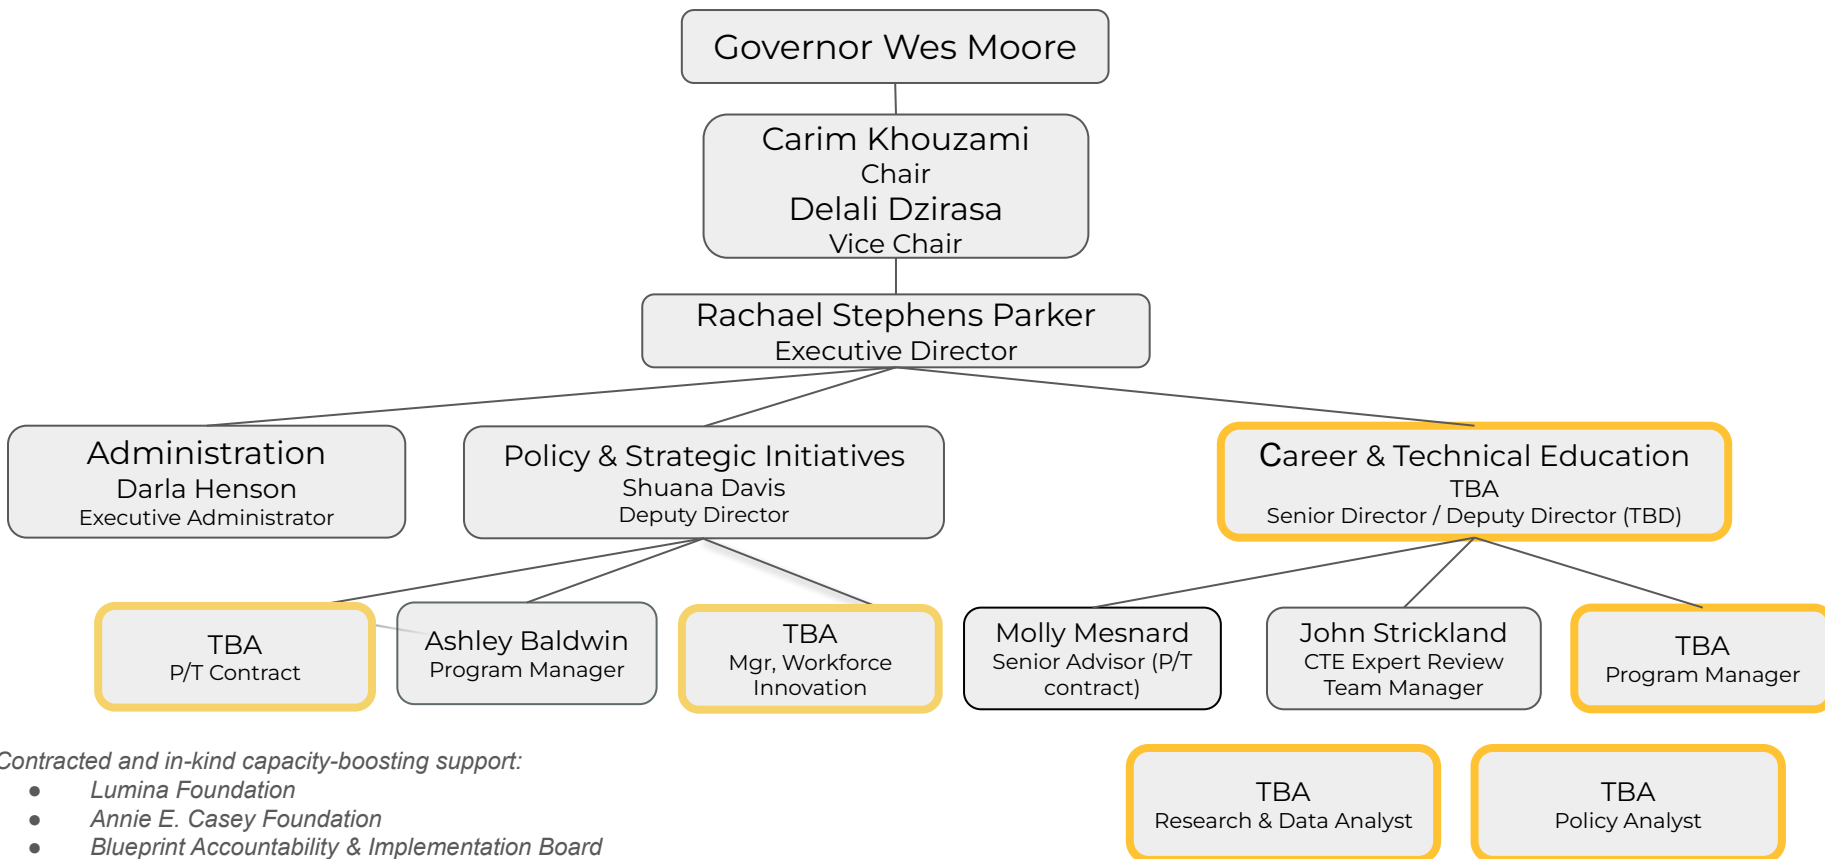 Governor Wes Moore
Carim Khouzami
Chair
Delali Dzirasa
Vice Chair
Rachael Stephens Parker
Executive Director
Administration
Darla Henson
Executive Administrator
Policy & Strategic Initiatives
Shuana Davis
Deputy Director
Career & Technical Education
TBA
Senior Director / Deputy Director (TBD)
TBA
P/T Contract
Ashley Baldwin
Program Manager
TBA
Mgr, Workforce
Innovation
Molly Mesnard
Senior Advisor (P/T
contract)
John Strickland
CTE Expert Review
Team Manager
TBA
Program Manager
Contracted and in-kind capacity-boosting support:
● Lumina Foundation
● Annie E. Casey Foundation
● Blueprint Accountability & Implementation Board
TBA
Research & Data Analyst
TBA
Policy Analyst